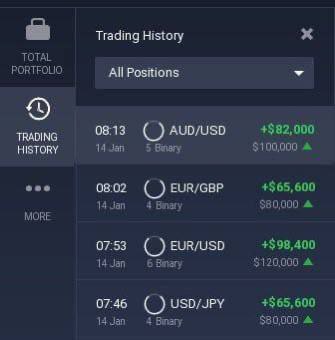 Trading History
All Positions
TOTAL
PORTFOLIO
TRADING
HISTORY
MORE
08:13 AUD/USD +$82,000
14 Jan 5 Binary $100,000
08:02 EUR/GBP +$65,600
14 Jan 4 Binary $80,000
07:53 EUR/USD +$98,400
14 Jan 6 Binary $120,000
07:46 USD/JPY +$65,600
14 Jan 4 Binary $80,000